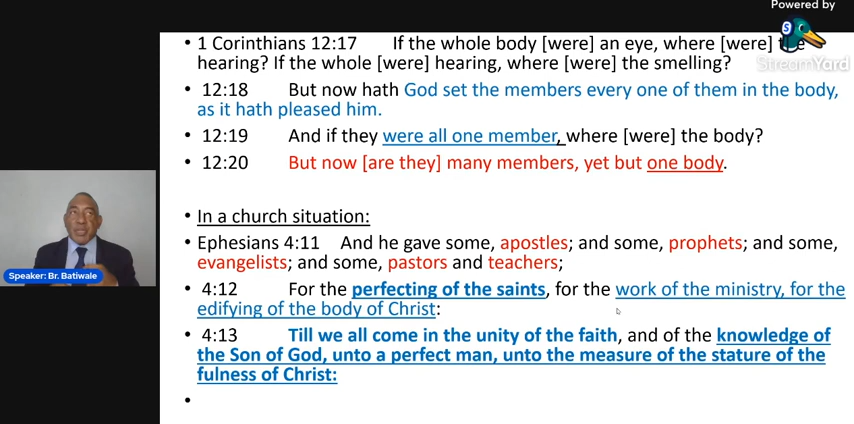 Powered by
StreamYard
• 1 Corinthians 12:17 If the whole body [were] an eye, where [were] the
hearing? If the whole [were] hearing, where [were] the smelling?
• 12:18 But now hath God set the members every one of them in the body,
as it hath pleased him.
• 12:19 And if they were all one member, where [were] the body?
• 12:20 But now [are they] many members, yet but one body.
• In a church situation:
• Ephesians 4:11 And he gave some, apostles; and some, prophets; and some,
evangelists; and some, pastors and teachers;
• 4:12 For the perfecting of the saints, for the work of the ministry, for the
edifying of the body of Christ:
• 4:13 Till we all come in the unity of the faith, and of the knowledge of
the Son of God, unto a perfect man, unto the measure of the stature of the
fulness of Christ:
•
Speaker: Br. Batiwale